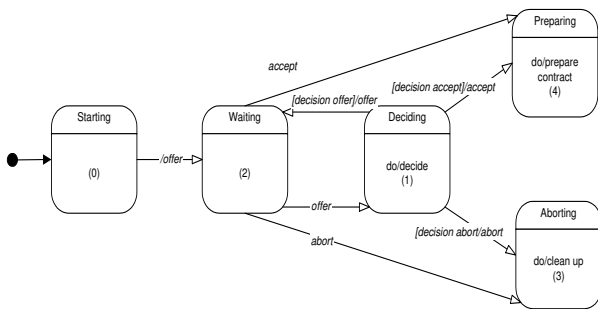 Preparing
do/prepare
contract
(4)
accept
[decision accept]/accept
[decision offer]/offer
Starting
(0)
/offer
Waiting
(2)
Deciding
do/decide
(1)
offer
abort
[decision abort/abort
Aborting
do/clean up
(3)